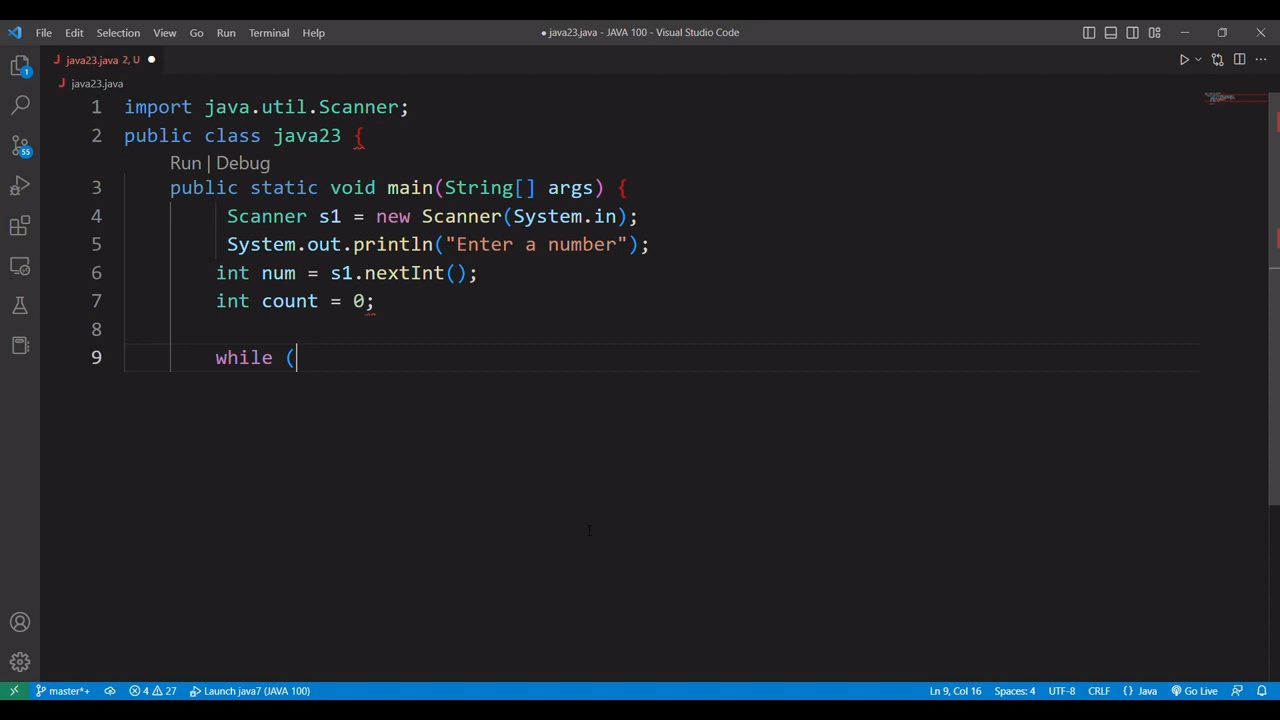 File Edit Selection View Go Run Terminal Help
● java23.java - JAVA 100 - Visual Studio Code
J java23.java 2, U ●
J java23.java
1 import java.util.Scanner;
2 public class java23 {
Run | Debug
3 public static void main(String[] args) {
4 Scanner s1 = new Scanner(System.in);
5 System.out.println("Enter a number");
6 int num = s1.nextInt();
7 int count = 0;
8
9 while (
1
55
master*+ 4 27 Launch java7 (JAVA 100) Ln 9, Col 16 Spaces: 4 UTF-8 CRLF {} Java Go Live